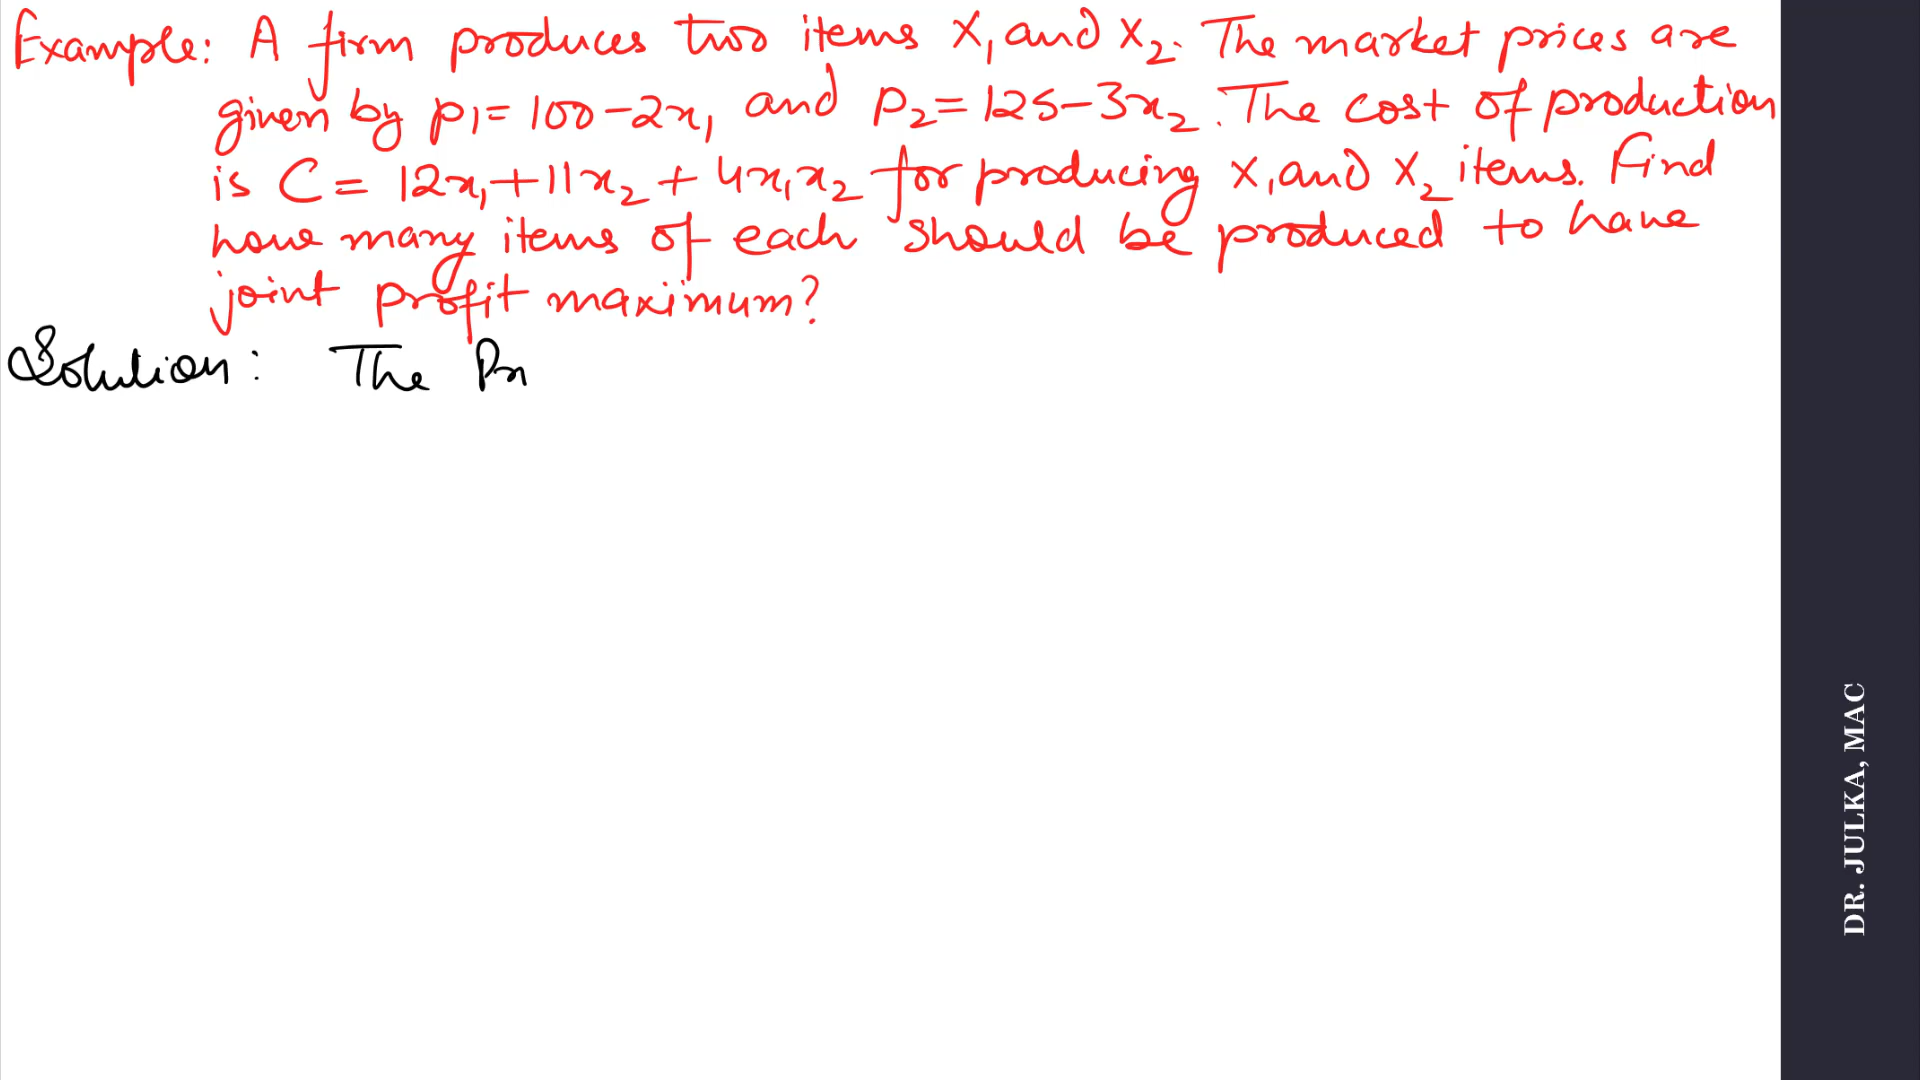 Example: A firm produces two items X₁ and X₂. The market prices are
given by p₁ = 100-2x₁ and p₂ = 125-3x₂. The cost of production
is C = 12x₁+11x₂+4x₁x₂ for producing X₁ and X₂ items. Find
how many items of each should be produced to have
joint profit maximum?
Solution: The Pr
DR. JULKA, MAC